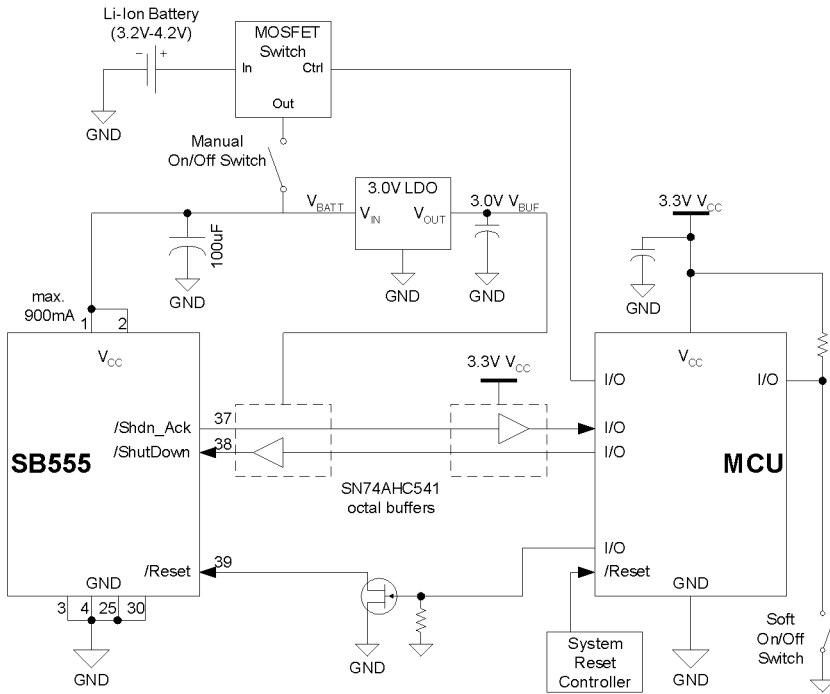 Li-Ion Battery
(3.2V-4.2V)
− +
MOSFET
Switch
In Ctrl
Out
GND
Manual
On/Off Switch
VBATT
3.0V LDO
VIN VOUT
3.0V VBUF
3.3V VCC
100uF
GND
GND
GND
GND
max.
900mA
1 2
VCC
3.3V VCC
VCC
I/O
I/O
/Shdn_Ack
37
I/O
/ShutDown
38
I/O
SB555
MCU
SN74AHC541
octal buffers
I/O
/Reset
39
/Reset
GND
GND
3 4 25 30
GND
GND
GND
System
Reset
Controller
Soft
On/Off
Switch